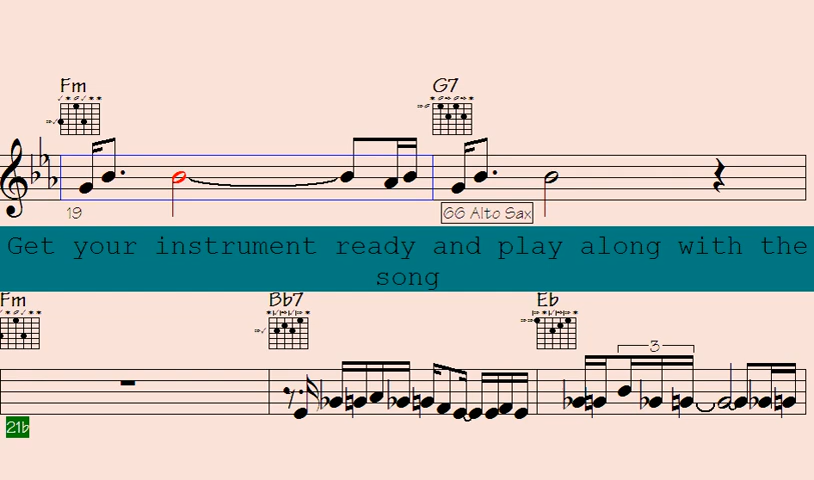 Fm G7
19 66 Alto Sax
Get your instrument ready and play along with the
song
Fm Bb7 Eb
3
21b